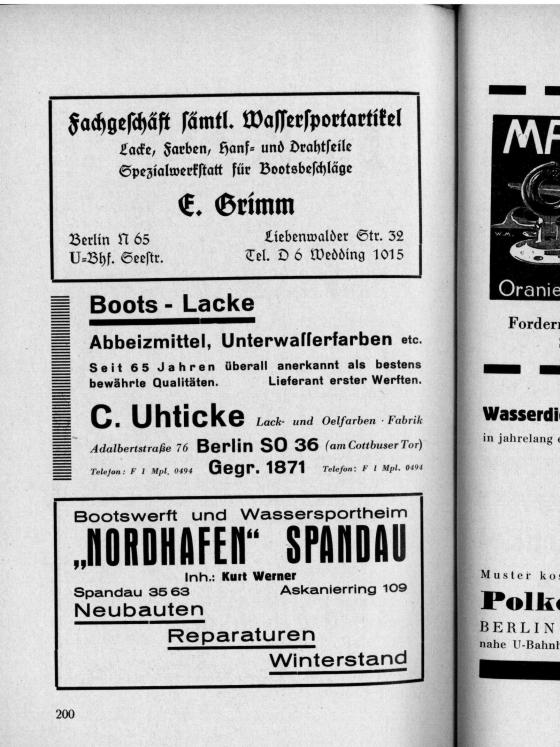 Fachgeschäft sämtl. Wassersportartikel
Lacke, Farben, Hanf- und Drahtseile
Spezialwerkstatt für Bootsbeschläge
E. Grimm
Berlin N 65 Liebenwalder Str. 32
U-Bhf. Seestr. Tel. D 6 Wedding 1015
Boots - Lacke
Abbeizmittel, Unterwasserfarben etc.
Seit 65 Jahren überall anerkannt als bestens
bewährte Qualitäten. Lieferant erster Werften.
C. Uhticke Lack- und Oelfarben · Fabrik
Adalbertstraße 76 Berlin SO 36 (am Cottbuser Tor)
Telefon: F 1 Mpl. 0494 Gegr. 1871 Telefon: F 1 Mpl. 0494
Bootswerft und Wassersportheim
„NORDHAFEN“ SPANDAU
Inh.: Kurt Werner
Spandau 35 63 Askanierring 109
Neubauten
Reparaturen
Winterstand
200
W.M.
Oranie
Fordern
Wasserdi
in jahrelang
Muster kos
Polk
BERLIN
nahe U-Bahnh